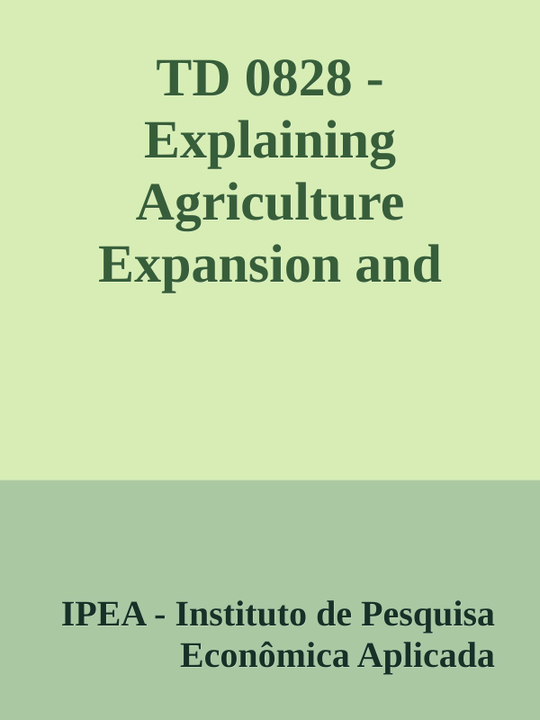 TD 0828 -
Explaining
Agriculture
Expansion and
IPEA - Instituto de Pesquisa
Econômica Aplicada